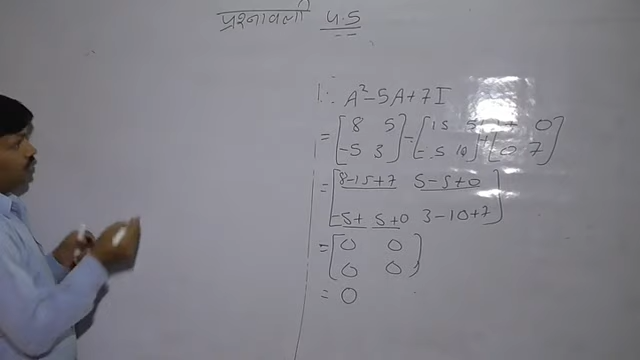 प्रश्नावली 4.5
∴ A² - 5A + 7I
= [8 5
-5 3] - [15 5
-5 10] + [7 0
0 7]
= [8-15+7 5-5+0
-5+5+0 3-10+7]
= [0 0
0 0]
= 0